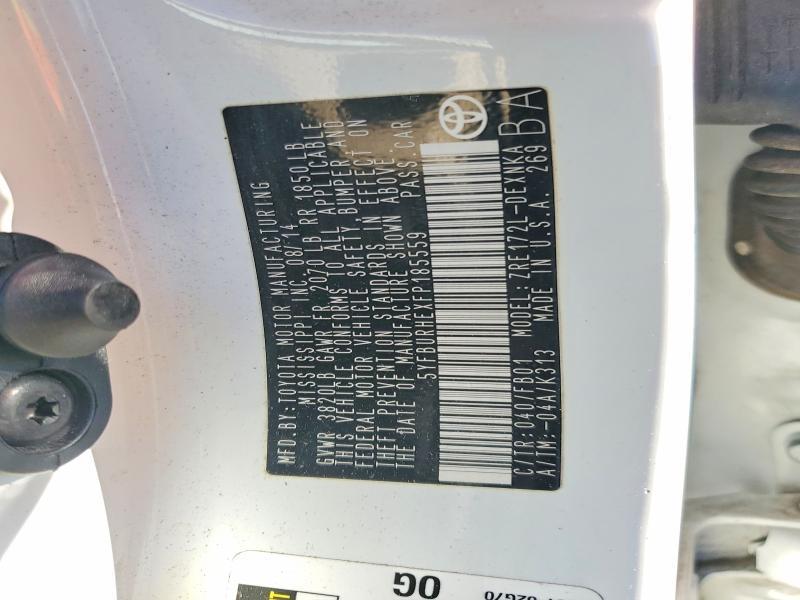 MFD.BY:TOYOTA MOTOR MANUFACTURING
MISSISSIPPI INC. 08/14
GVWR 3820LB GAWR FR 2070 LB RR 1850LB
THIS VEHICLE CONFORMS TO ALL APPLICABLE
FEDERAL MOTOR VEHICLE SAFETY, BUMPER AND
THEFT PREVENTION STANDARDS IN EFFECT ON
THE DATE OF MANUFACTURE SHOWN ABOVE.
5YFBURHEXFP185559 PASS.CAR
C/TR:040/FB01 MODEL:ZRE172L-DEXNKA
A/TM:-04A/K313 MADE IN U.S.A. 269 BA
OG